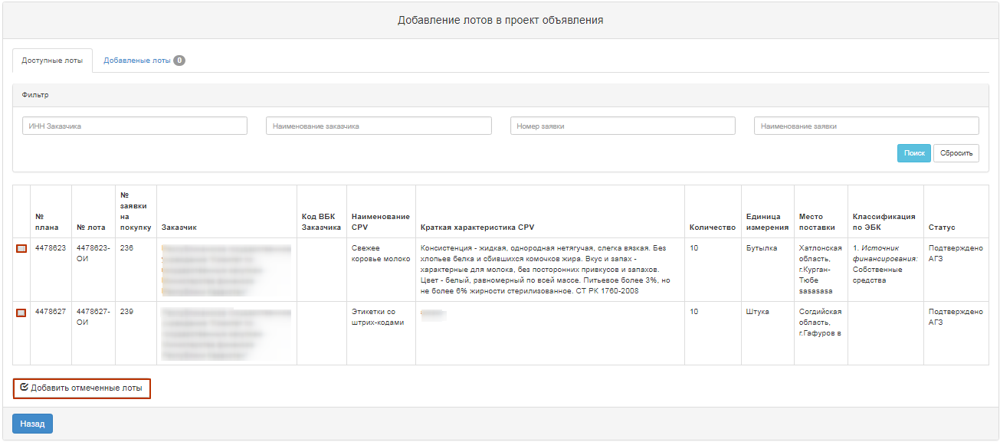 Добавление лотов в проект объявления
Доступные лоты Добавленые лоты 0
Фильтр
ИНН Заказчика Наименование заказчика Номер заявки Наименование заявки
Поиск Сбросить
№ плана
№ лота
№ заявки на покупку
Заказчик
Код ВБК Заказчика
Наименование CPV
Краткая характеристика CPV
Количество
Единица измерения
Место поставки
Классификация по ЭБК
Статус
4478623
4478623-
ОИ
236
Свежее
коровье молоко
Консистенция - жидкая, однородная нетягучая, слегка вязкая. Без
хлопьев белка и сбившихся комочков жира. Вкус и запах -
характерные для молока, без посторонних привкусов и запахов.
Цвет - белый, равномерный по всей массе. Питьевое более 3%, но
не более 6% жирности стерилизованное. СТ РК 1760-2008
10
Бутылка
Хатлонская
область,
г.Курган-
Тюбе
sasasasa
1. Источник
финансирования:
Собственные
средства
Подтверждено
АГЗ
4478627
4478627-
ОИ
239
Этикетки со
штрих-кодами
10
Штука
Согдийская
область,
г.Гафуров в
Подтверждено
АГЗ
Добавить отмеченные лоты
Назад